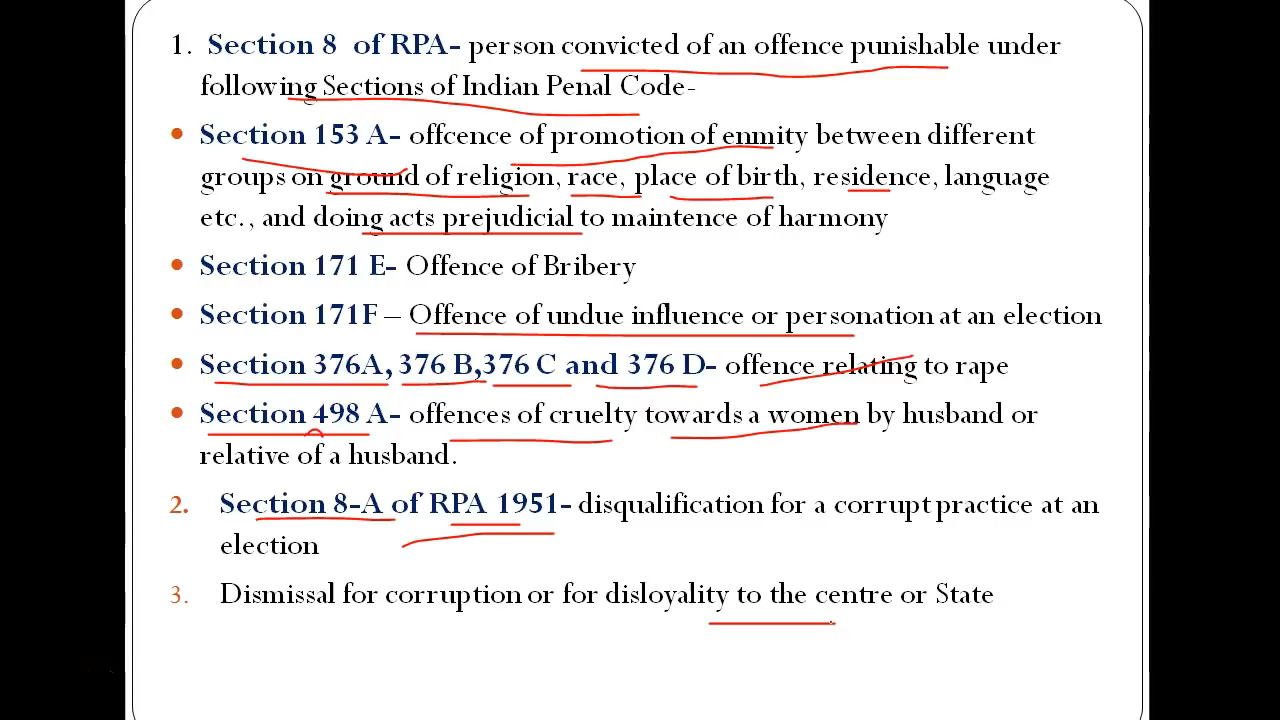 1. Section 8 of RPA- person convicted of an offence punishable under
following Sections of Indian Penal Code-
• Section 153 A- offcence of promotion of enmity between different
groups on ground of religion, race, place of birth, residence, language
etc., and doing acts prejudicial to maintence of harmony
• Section 171 E- Offence of Bribery
• Section 171F – Offence of undue influence or personation at an election
• Section 376A, 376 B,376 C and 376 D- offence relating to rape
• Section 498 A- offences of cruelty towards a women by husband or
relative of a husband.
2. Section 8-A of RPA 1951- disqualification for a corrupt practice at an
election
3. Dismissal for corruption or for disloyality to the centre or State